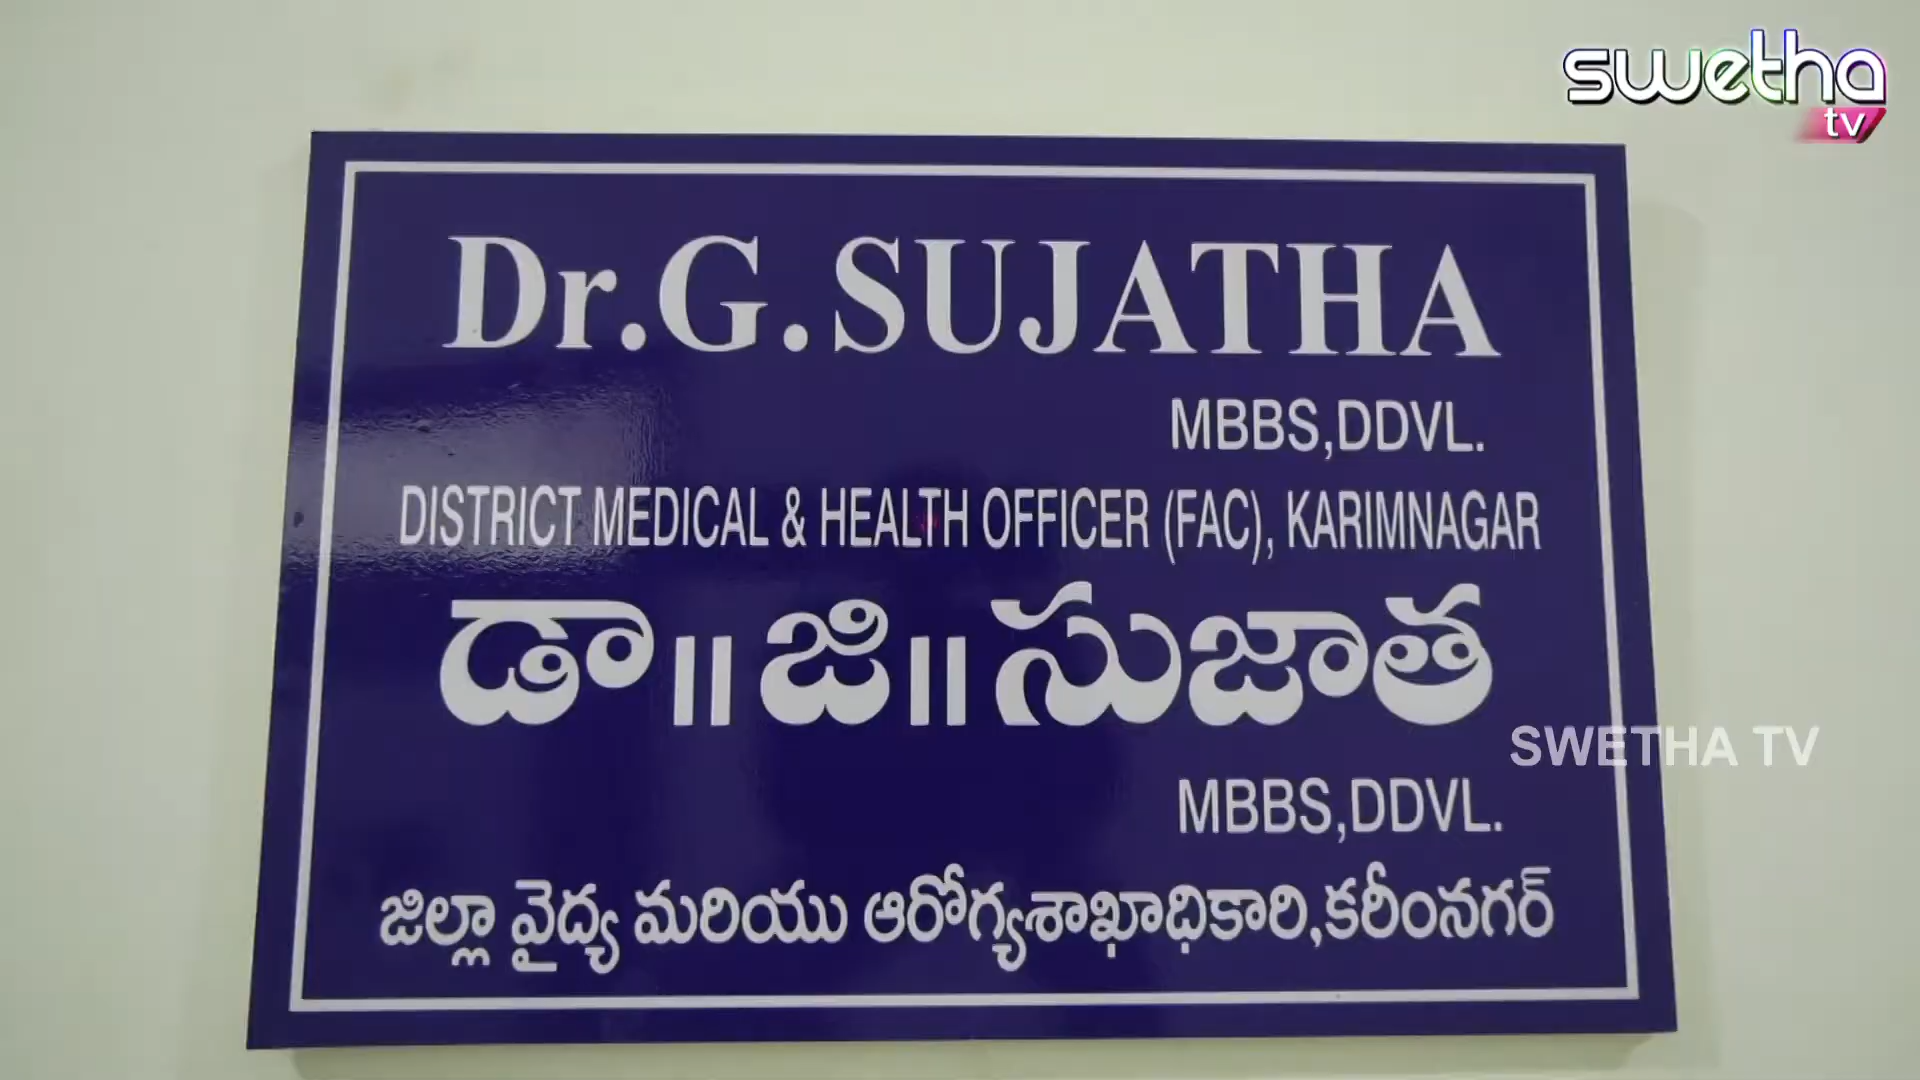 swetha
tv
Dr.G.SUJATHA
MBBS,DDVL.
DISTRICT MEDICAL & HEALTH OFFICER (FAC), KARIMNAGAR
డా॥జి॥సుజాత
SWETHA TV
MBBS,DDVL.
జిల్లా వైద్య మరియు ఆరోగ్యశాఖాధికారి,కరీంనగర్